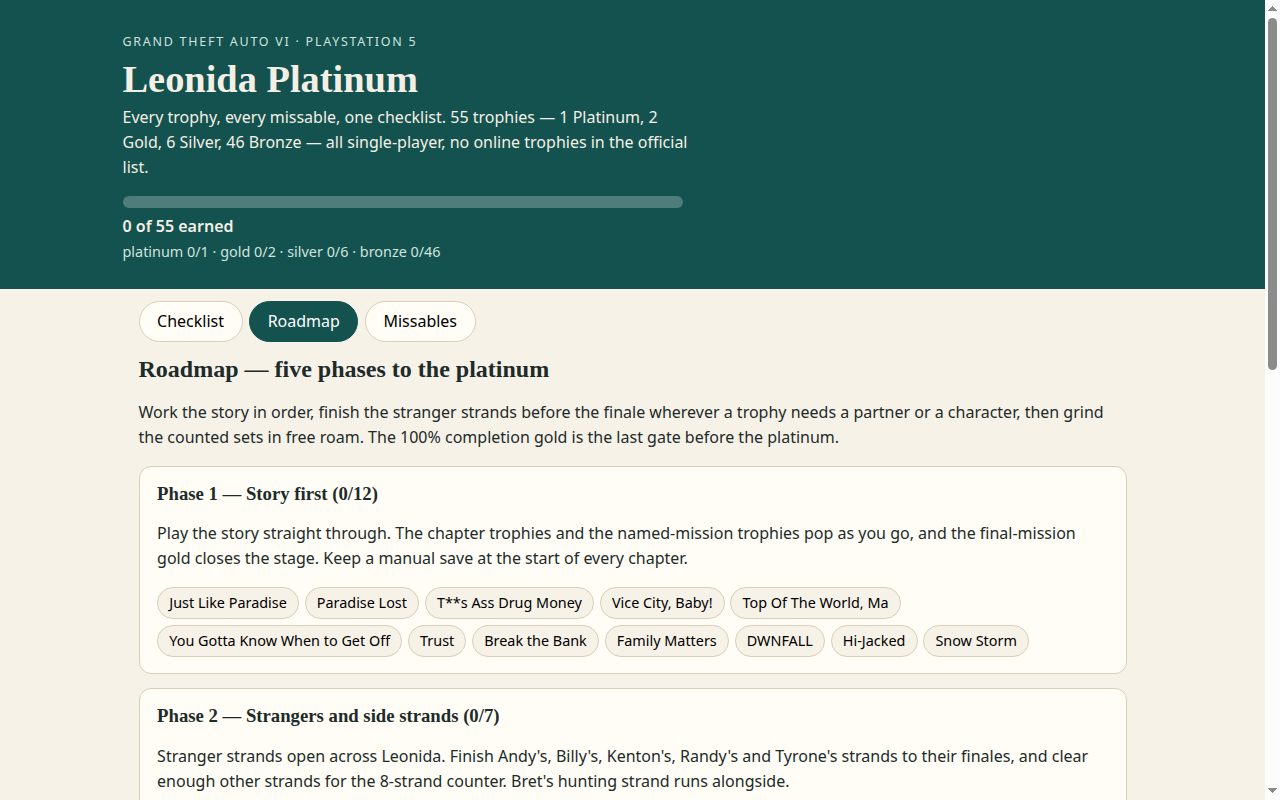 GRAND THEFT AUTO VI · PLAYSTATION 5
Leonida Platinum
Every trophy, every missable, one checklist. 55 trophies — 1 Platinum, 2
Gold, 6 Silver, 46 Bronze — all single-player, no online trophies in the official
list.
0 of 55 earned
platinum 0/1 · gold 0/2 · silver 0/6 · bronze 0/46
Checklist Roadmap Missables
Roadmap — five phases to the platinum
Work the story in order, finish the stranger strands before the finale wherever a trophy needs a partner or a character, then grind
the counted sets in free roam. The 100% completion gold is the last gate before the platinum.
Phase 1 — Story first (0/12)
Play the story straight through. The chapter trophies and the named-mission trophies pop as you go, and the final-mission
gold closes the stage. Keep a manual save at the start of every chapter.
Just Like Paradise Paradise Lost T**s Ass Drug Money Vice City, Baby! Top Of The World, Ma
You Gotta Know When to Get Off Trust Break the Bank Family Matters DWNFALL Hi-Jacked Snow Storm
Phase 2 — Strangers and side strands (0/7)
Stranger strands open across Leonida. Finish Andy's, Billy's, Kenton's, Randy's and Tyrone's strands to their finales, and clear
enough other strands for the 8-strand counter. Bret's hunting strand runs alongside.